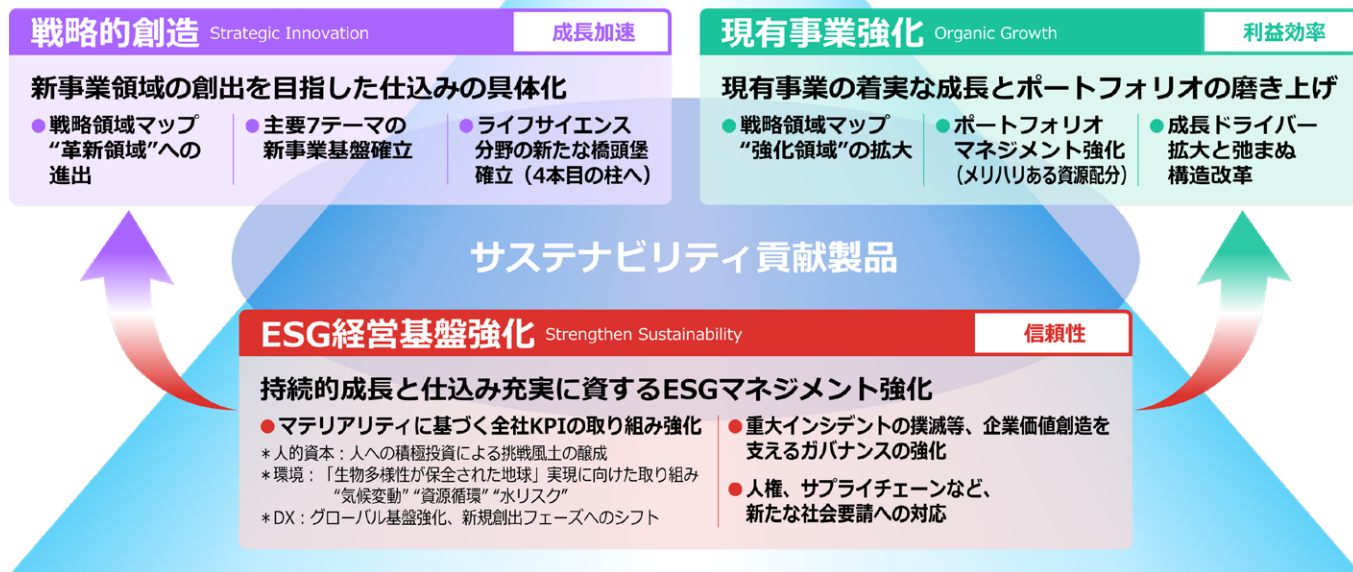 戦略的創造 Strategic Innovation 成長加速
新事業領域の創出を目指した仕込みの具体化
●戦略領域マップ
“革新領域”への
進出
●主要7テーマの
新事業基盤確立
●ライフサイエンス
分野の新たな橋頭堡
確立（4本目の柱へ）
現有事業強化 Organic Growth 利益効率
現有事業の着実な成長とポートフォリオの磨き上げ
●戦略領域マップ
“強化領域”の拡大
●ポートフォリオ
マネジメント強化
（メリハリある資源配分）
●成長ドライバー
拡大と弛まぬ
構造改革
サステナビリティ貢献製品
ESG経営基盤強化 Strengthen Sustainability 信頼性
持続的成長と仕込み充実に資するESGマネジメント強化
●マテリアリティに基づく全社KPIの取り組み強化
＊人的資本：人への積極投資による挑戦風土の醸成
＊環境：「生物多様性が保全された地球」実現に向けた取り組み
“気候変動” “資源循環” “水リスク”
＊DX：グローバル基盤強化、新規創出フェーズへのシフト
●重大インシデントの撲滅等、企業価値創造を
支えるガバナンスの強化
●人権、サプライチェーンなど、
新たな社会要請への対応